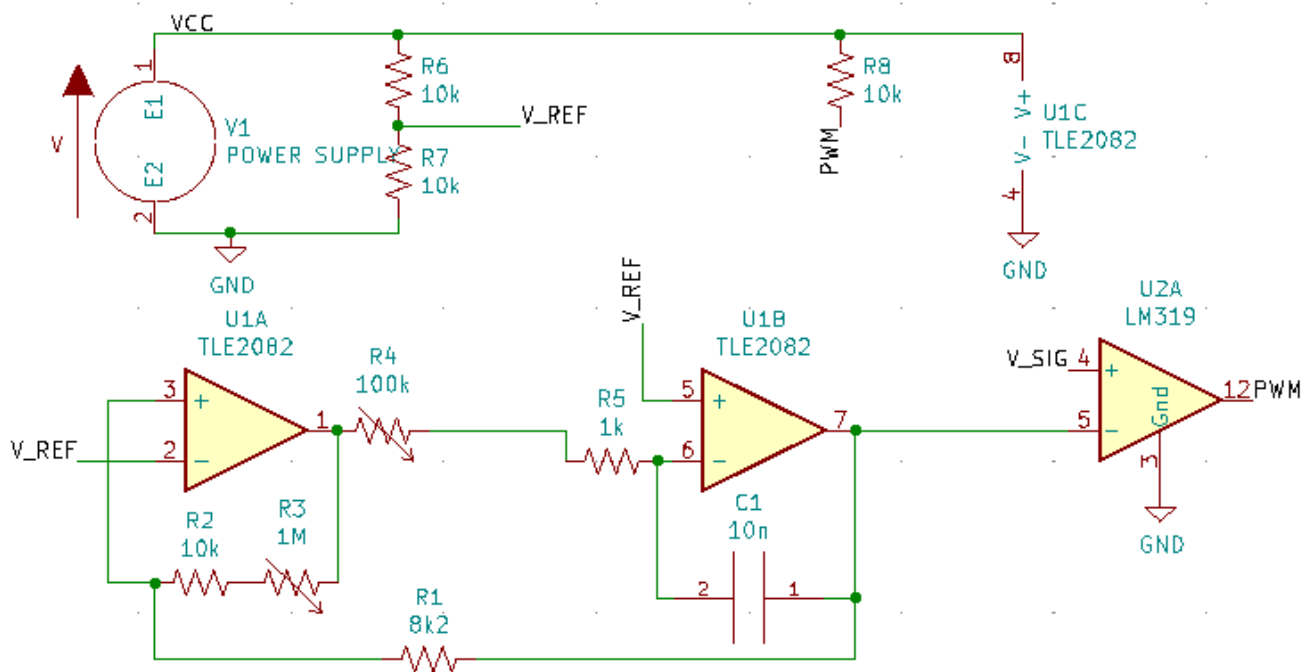 VCC
1
E1
V
E2
2
V1
POWER SUPPLY
R6
10k
V_REF
R7
10k
GND
R8
10k
PWM
8
V+
V-
4
U1C
TLE2082
GND
U1A
TLE2082
3
+
1
V_REF
2
−
R4
100k
R2
10k
R3
1M
R1
8k2
V_REF
R5
1k
U1B
TLE2082
5
+
7
6
−
C1
10n
2
1
U2A
LM319
V_SIG
4
+
12
PWM
5
−
Gnd
3
GND